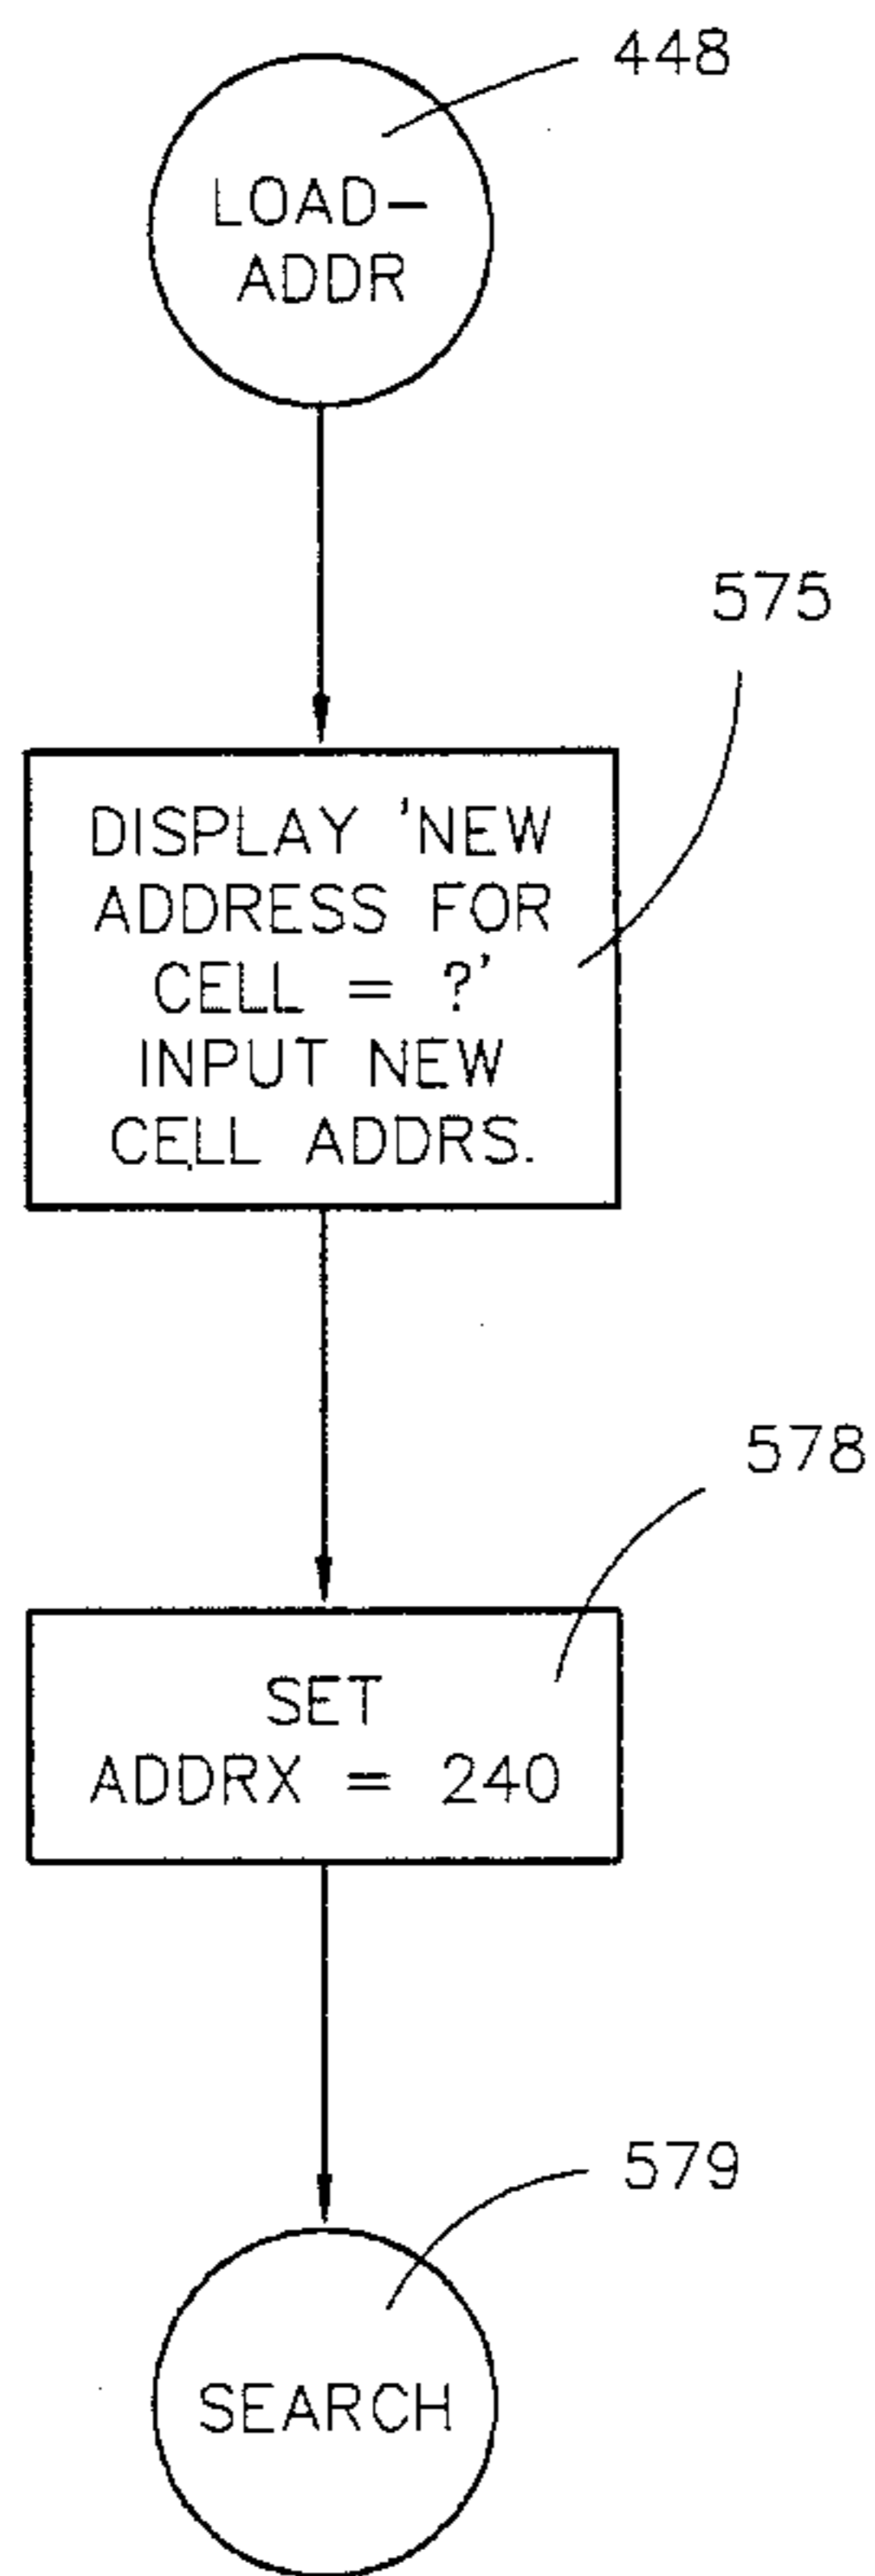 448
LOAD-
ADDR
575
DISPLAY 'NEW
ADDRESS FOR
CELL = ?'
INPUT NEW
CELL ADDRS.
578
SET
ADDRX = 240
579
SEARCH